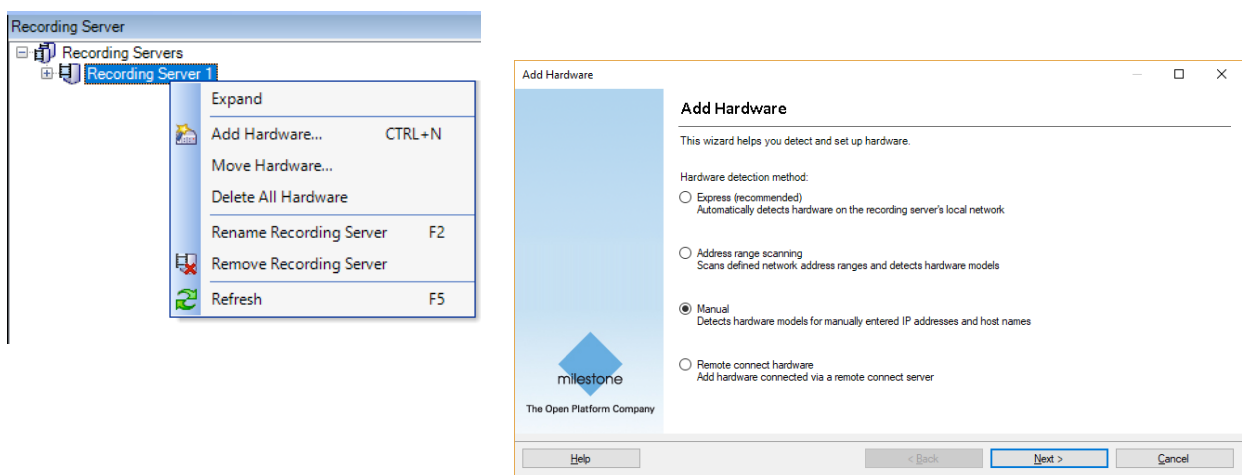 Recording Server
Recording Servers
Recording Server 1
Expand
Add Hardware... CTRL+N
Move Hardware...
Delete All Hardware
Rename Recording Server F2
Remove Recording Server
Refresh F5
Add Hardware
Add Hardware
This wizard helps you detect and set up hardware.
Hardware detection method:
Express (recommended)
Automatically detects hardware on the recording server's local network
Address range scanning
Scans defined network address ranges and detects hardware models
Manual
Detects hardware models for manually entered IP addresses and host names
Remote connect hardware
Add hardware connected via a remote connect server
milestone
The Open Platform Company
Help < Back Next > Cancel